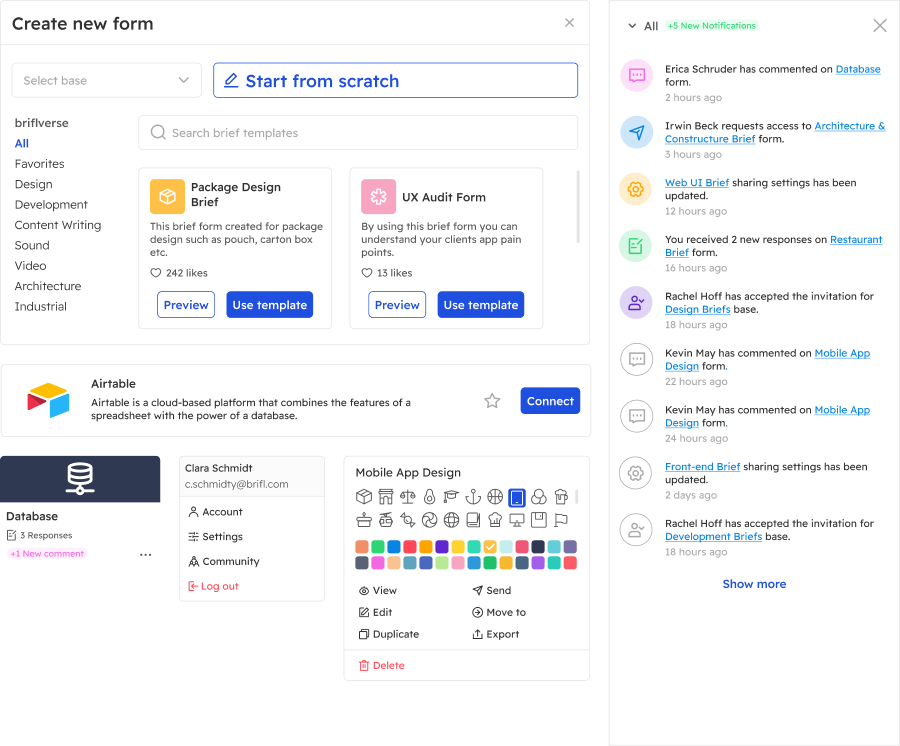 Create new form
Select base
Start from scratch
briflverse
All
Favorites
Design
Development
Content Writing
Sound
Video
Architecture
Industrial
Search brief templates
Package Design
Brief
This brief form created for package
design such as pouch, carton box
etc.
242 likes
Preview
Use template
UX Audit Form
By using this brief form you can
understand your clients app pain
points.
13 likes
Preview
Use template
Airtable
Airtable is a cloud-based platform that combines the features of a
spreadsheet with the power of a database.
Connect
Database
3 Responses
+1 New comment
Clara Schmidt
c.schmidty@brifl.com
Account
Settings
Community
Log out
Mobile App Design
View
Send
Edit
Move to
Duplicate
Export
Delete
All +5 New Notifications
Erica Schruder has commented on Database
form.
2 hours ago
Irwin Beck requests access to Architecture &
Constructure Brief form.
3 hours ago
Web UI Brief sharing settings has been
updated.
12 hours ago
You received 2 new responses on Restaurant
Brief form.
16 hours ago
Rachel Hoff has accepted the invitation for
Design Briefs base.
18 hours ago
Kevin May has commented on Mobile App
Design form.
22 hours ago
Kevin May has commented on Mobile App
Design form.
24 hours ago
Front-end Brief sharing settings has been
updated.
2 days ago
Rachel Hoff has accepted the invitation for
Development Briefs base.
18 hours ago
Show more